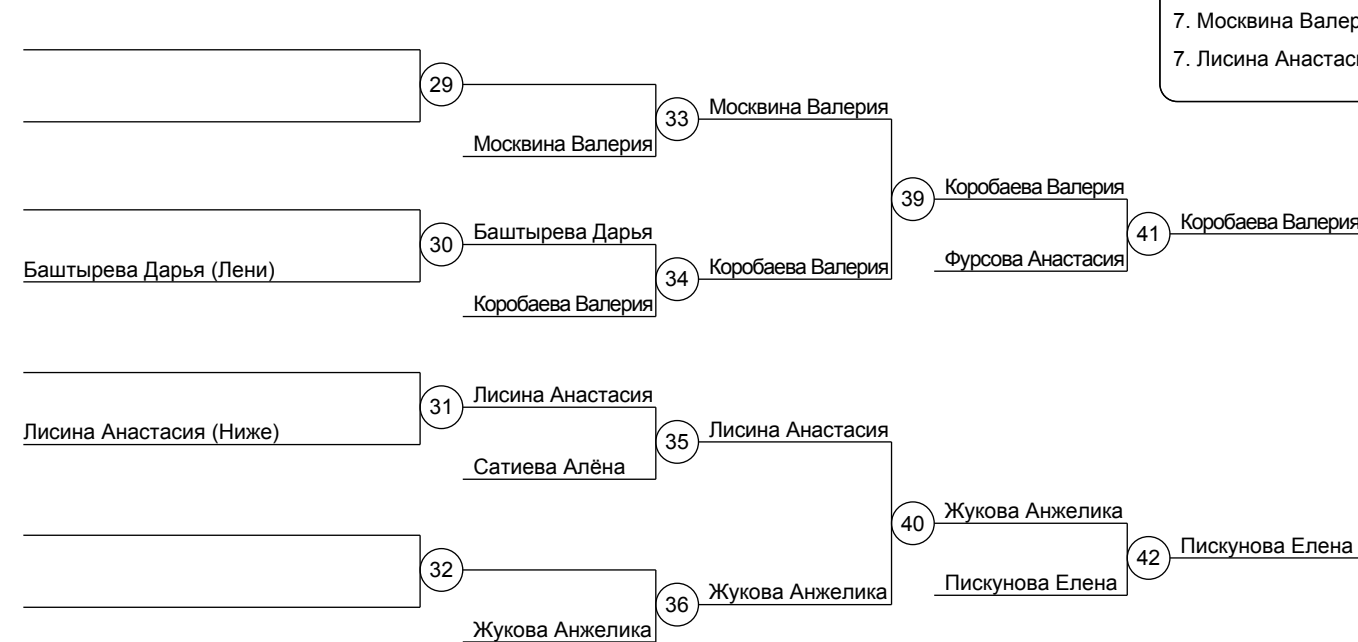 7. Москвина Валер
7. Лисина Анастаси
29
33
Москвина Валерия
Москвина Валерия
39
Коробаева Валерия
30
Баштырева Дарья
41
Коробаева Валерия
Баштырева Дарья (Лени)
34
Коробаева Валерия
Фурсова Анастасия
Коробаева Валерия
31
Лисина Анастасия
Лисина Анастасия (Ниже)
35
Лисина Анастасия
Сатиева Алёна
40
Жукова Анжелика
32
42
Пискунова Елена
36
Жукова Анжелика
Пискунова Елена
Жукова Анжелика